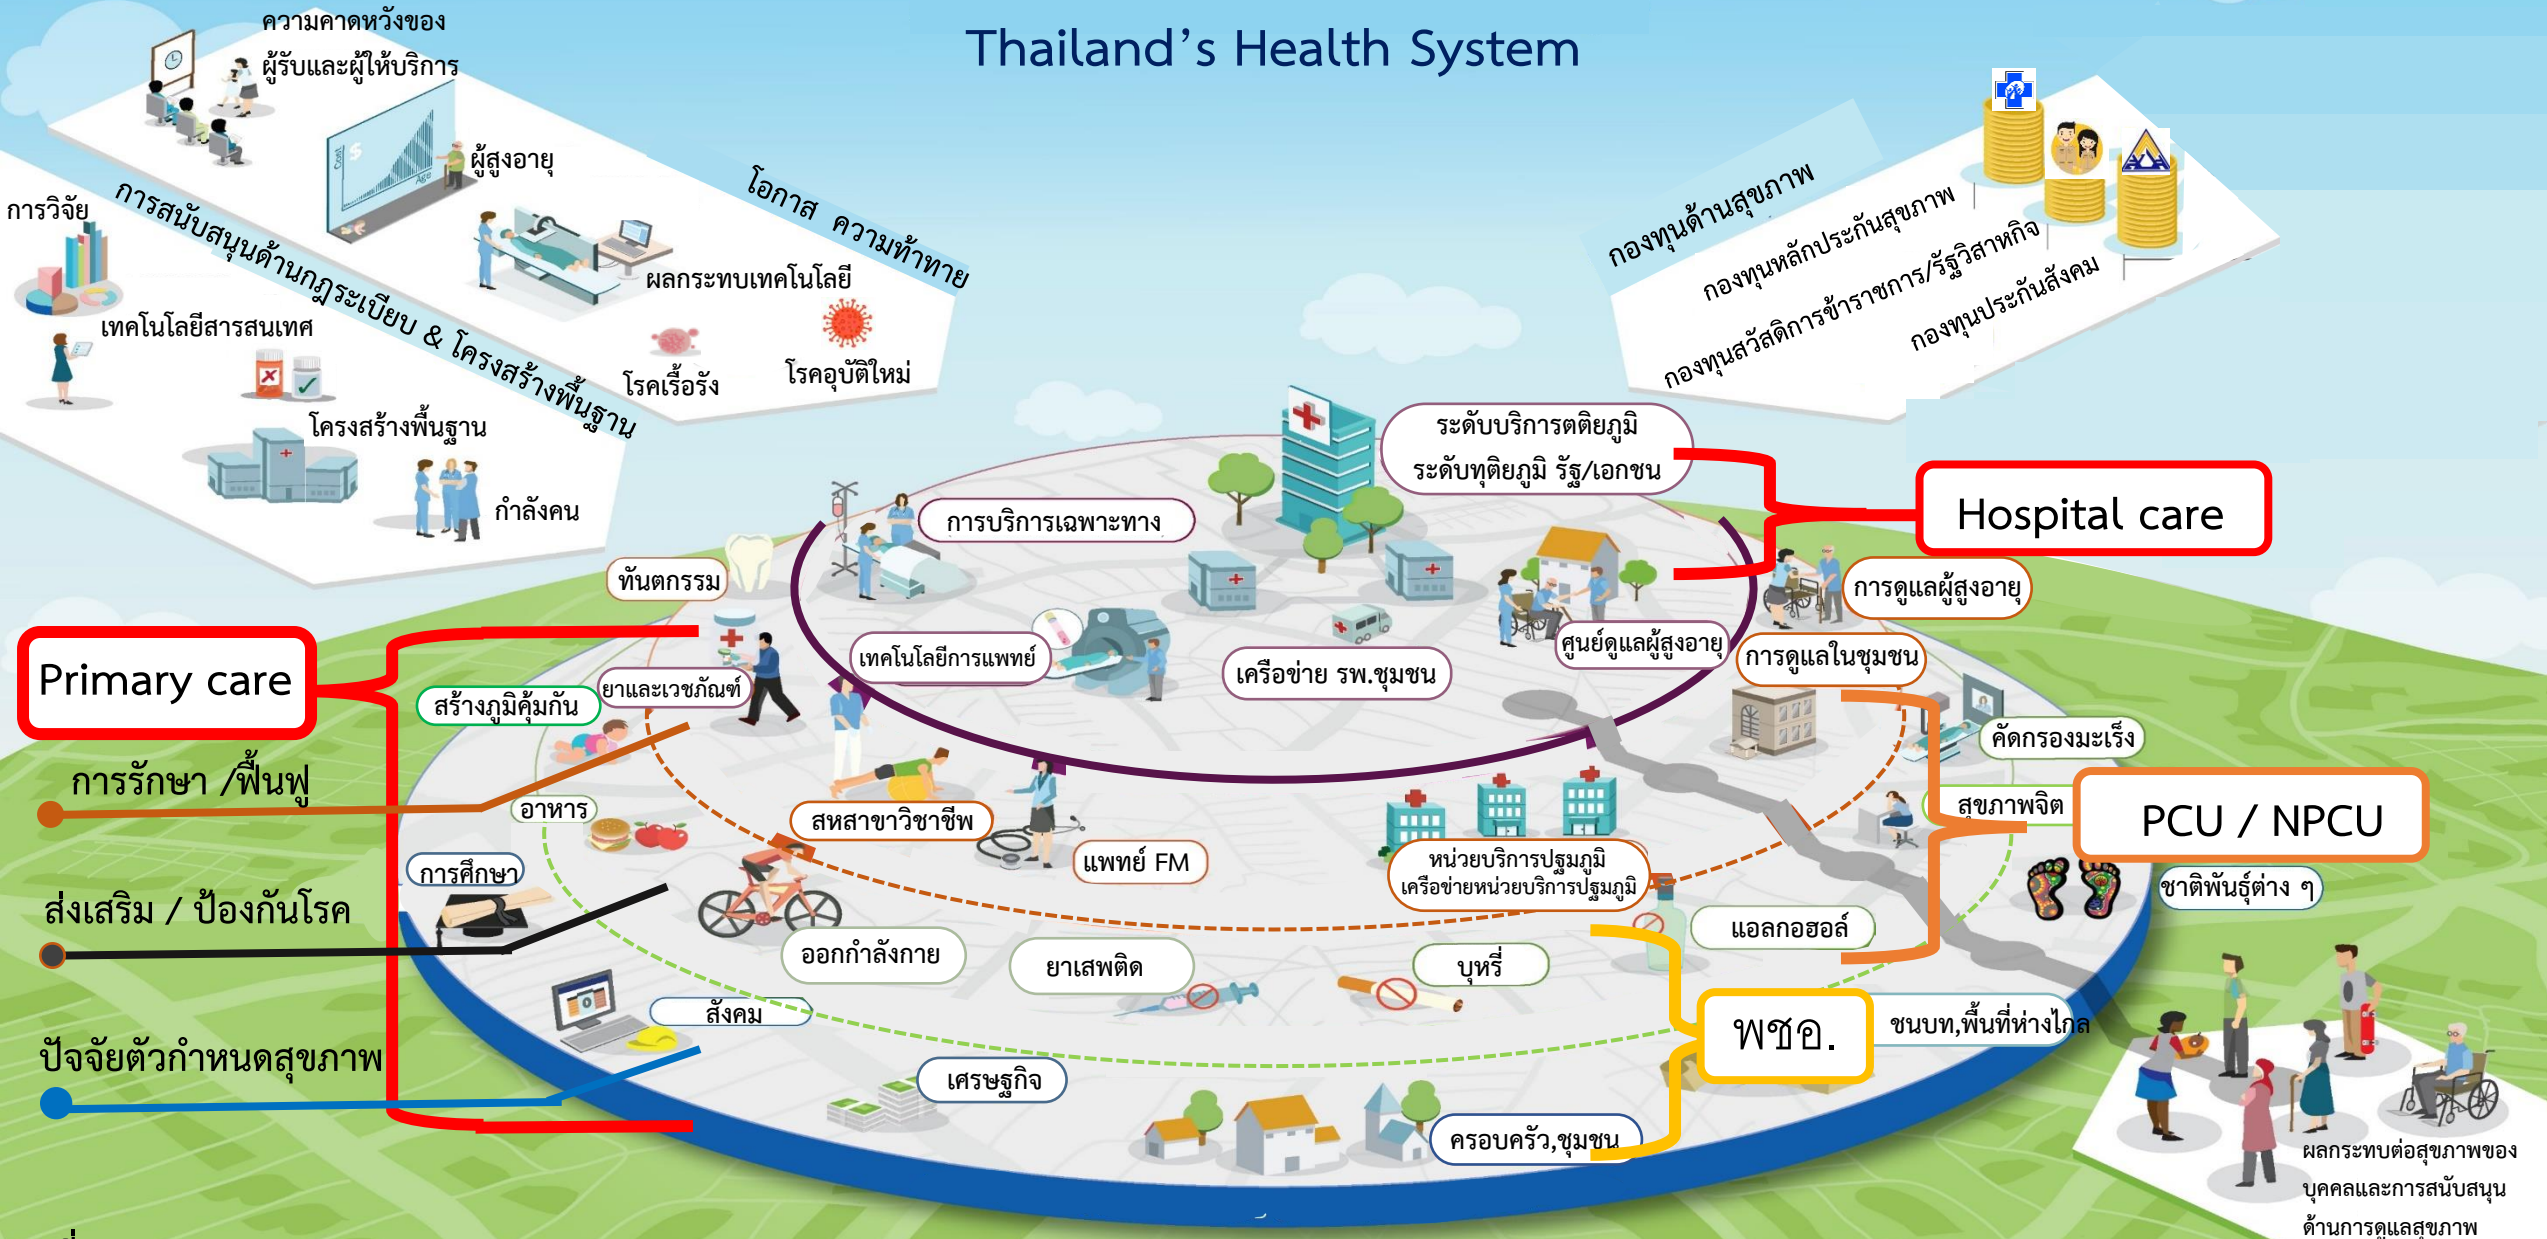 Thailand's Health System
ความคาดหวังของ
ผู้รับและผู้ให้บริการ
Cost
$
Age
ผู้สูงอายุ
โอกาส ความท้าทาย
ผลกระทบเทคโนโลยี
โรคเรื้อรัง
โรคอุบัติใหม่
การวิจัย
การสนับสนุนด้านกฎระเบียบ & โครงสร้างพื้นฐาน
เทคโนโลยีสารสนเทศ
โครงสร้างพื้นฐาน
กำลังคน
กองทุนด้านสุขภาพ
กองทุนหลักประกันสุขภาพ
กองทุนสวัสดิการข้าราชการ/รัฐวิสาหกิจ
กองทุนประกันสังคม
ระดับบริการตติยภูมิ
ระดับทุติยภูมิ รัฐ/เอกชน
Hospital care
การบริการเฉพาะทาง
ทันตกรรม
การดูแลผู้สูงอายุ
เทคโนโลยีการแพทย์
เครือข่าย รพ.ชุมชน
ศูนย์ดูแลผู้สูงอายุ
การดูแลในชุมชน
Primary care
สร้างภูมิคุ้มกัน
ยาและเวชภัณฑ์
คัดกรองมะเร็ง
การรักษา /ฟื้นฟู
อาหาร
สหสาขาวิชาชีพ
แพทย์ FM
หน่วยบริการปฐมภูมิ
เครือข่ายหน่วยบริการปฐมภูมิ
สุขภาพจิต
PCU / NPCU
การศึกษา
ชาติพันธุ์ต่าง ๆ
ส่งเสริม / ป้องกันโรค
ออกกำลังกาย
ยาเสพติด
บุหรี่
แอลกอฮอล์
สังคม
พชอ.
ชนบท,พื้นที่ห่างไกล
ปัจจัยตัวกำหนดสุขภาพ
เศรษฐกิจ
ครอบครัว,ชุมชน
ผลกระทบต่อสุขภาพของ
บุคคลและการสนับสนุน
ด้านการดูแลสุขภาพ